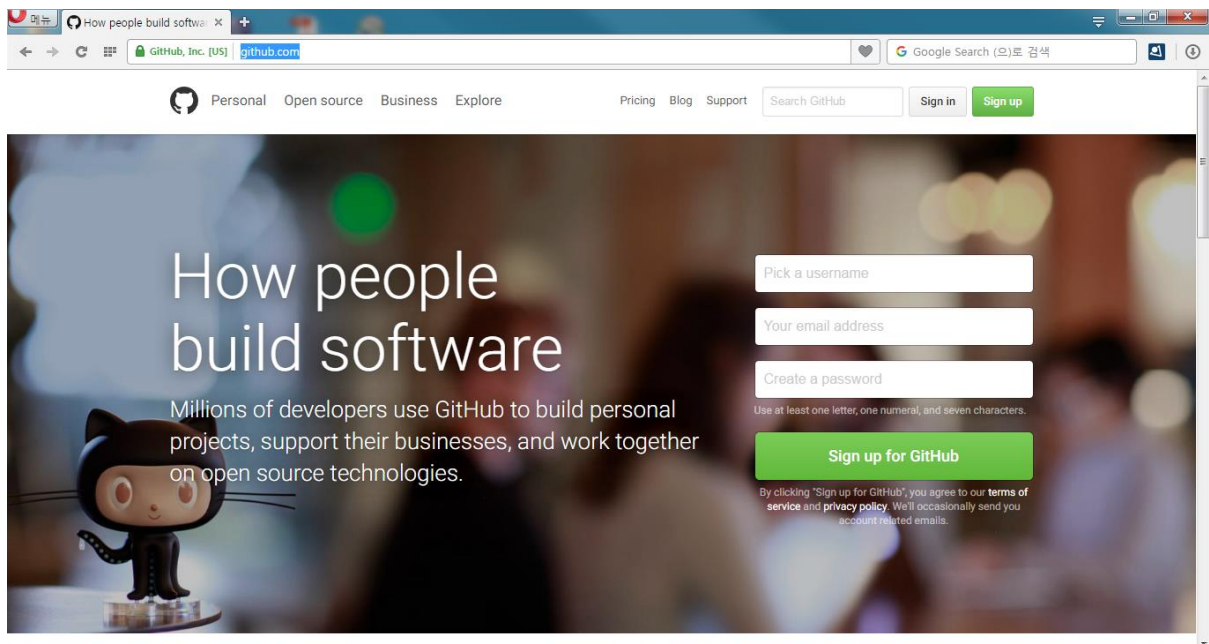 메뉴
How people build softwar
GitHub, Inc. [US]
github.com
Google Search (으)로 검색
Personal Open source Business Explore
Pricing Blog Support
Search GitHub
Sign in
Sign up
How people
build software
Millions of developers use GitHub to build personal
projects, support their businesses, and work together
on open source technologies.
Pick a username
Your email address
Create a password
Use at least one letter, one numeral, and seven characters.
Sign up for GitHub
By clicking "Sign up for GitHub", you agree to our terms of
service and privacy policy. We'll occasionally send you
account related emails.